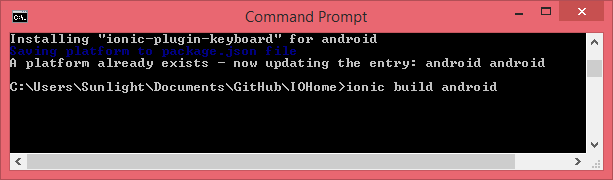 Command Prompt
Installing "ionic-plugin-keyboard" for android
Saving platform to package.json file
A platform already exists - now updating the entry: android android
C:\Users\Sunlight\Documents\GitHub\IOHome>ionic build android